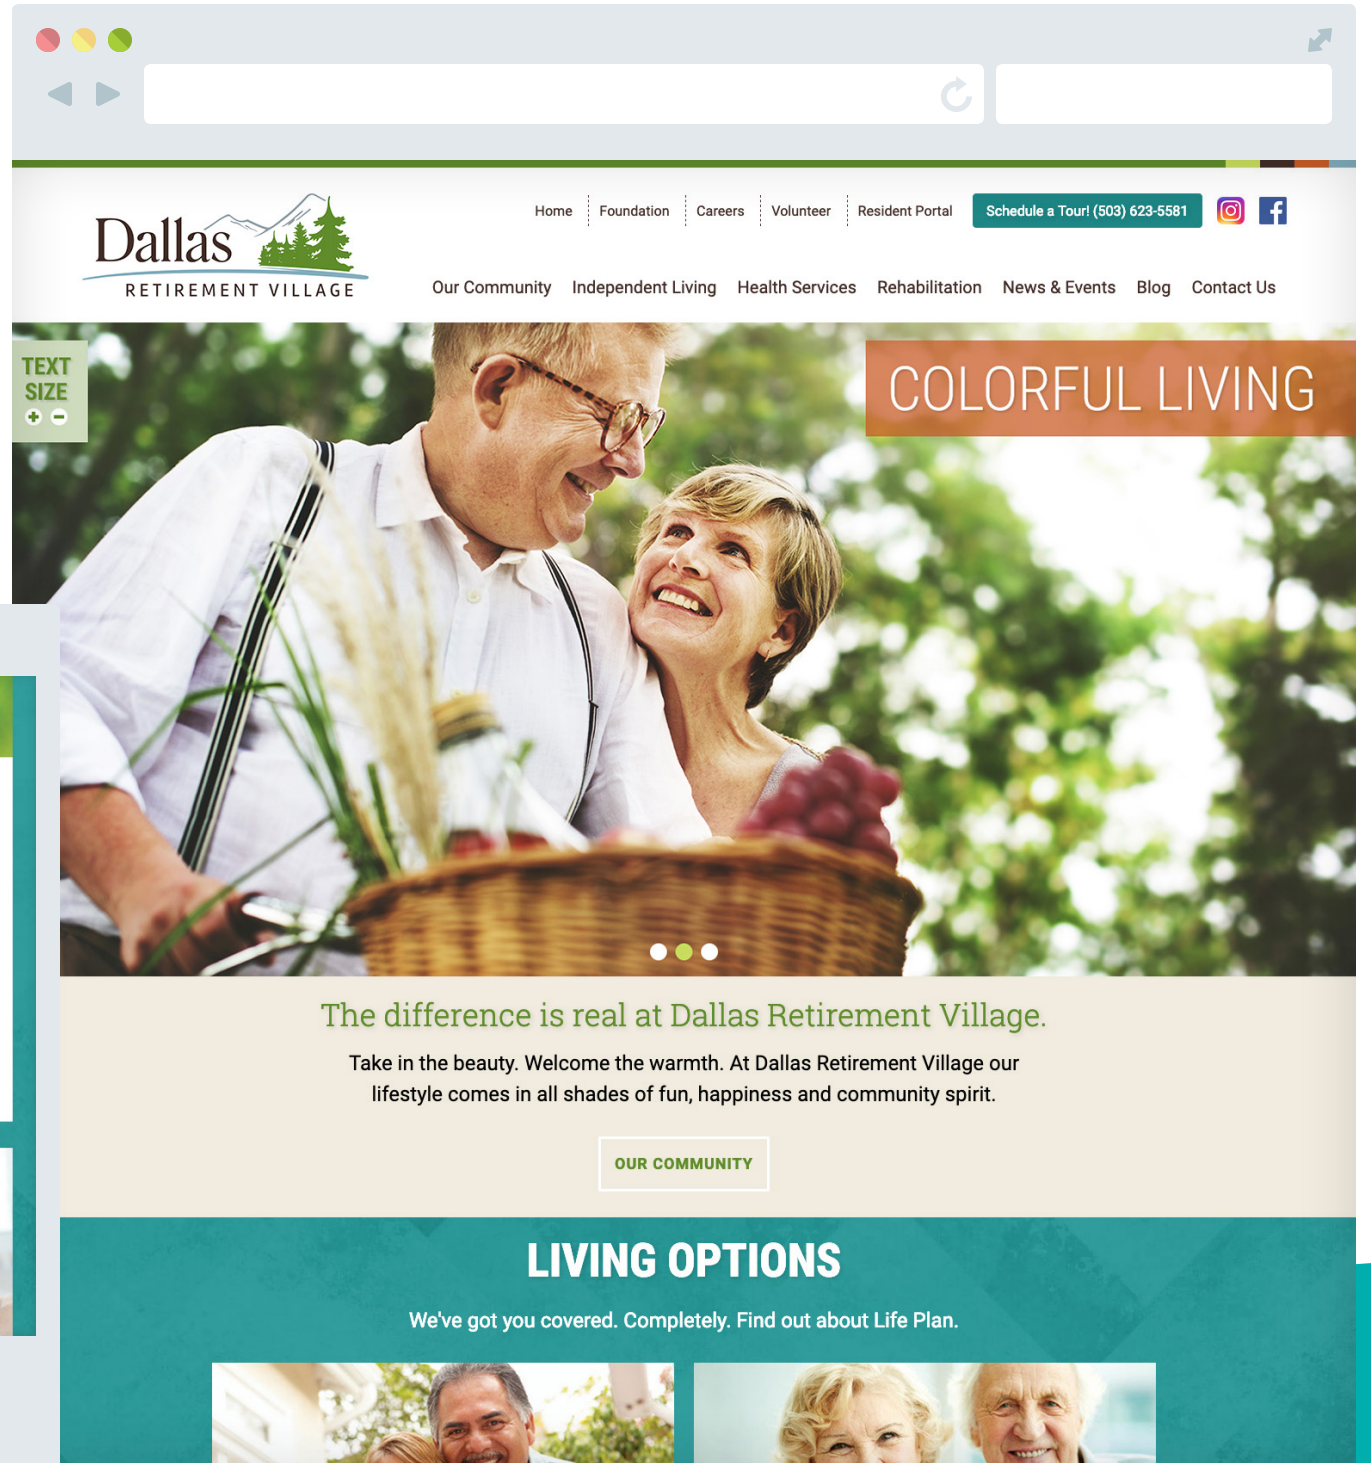 Home
Foundation
Careers
Volunteer
Resident Portal
Schedule a Tour! (503) 623-5581
Dallas
RETIREMENT VILLAGE
Our Community
Independent Living
Health Services
Rehabilitation
News & Events
Blog
Contact Us
TEXT
SIZE
COLORFUL LIVING
The difference is real at Dallas Retirement Village.
Take in the beauty. Welcome the warmth. At Dallas Retirement Village our
lifestyle comes in all shades of fun, happiness and community spirit.
OUR COMMUNITY
LIVING OPTIONS
We've got you covered. Completely. Find out about Life Plan.